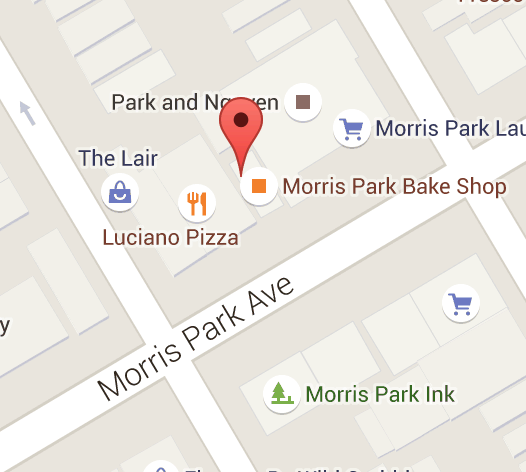 Park and
Morris Park Lau
The Lair
Morris Park Bake Shop
Luciano Pizza
Morris Park Ave
y
Morris Park Ink